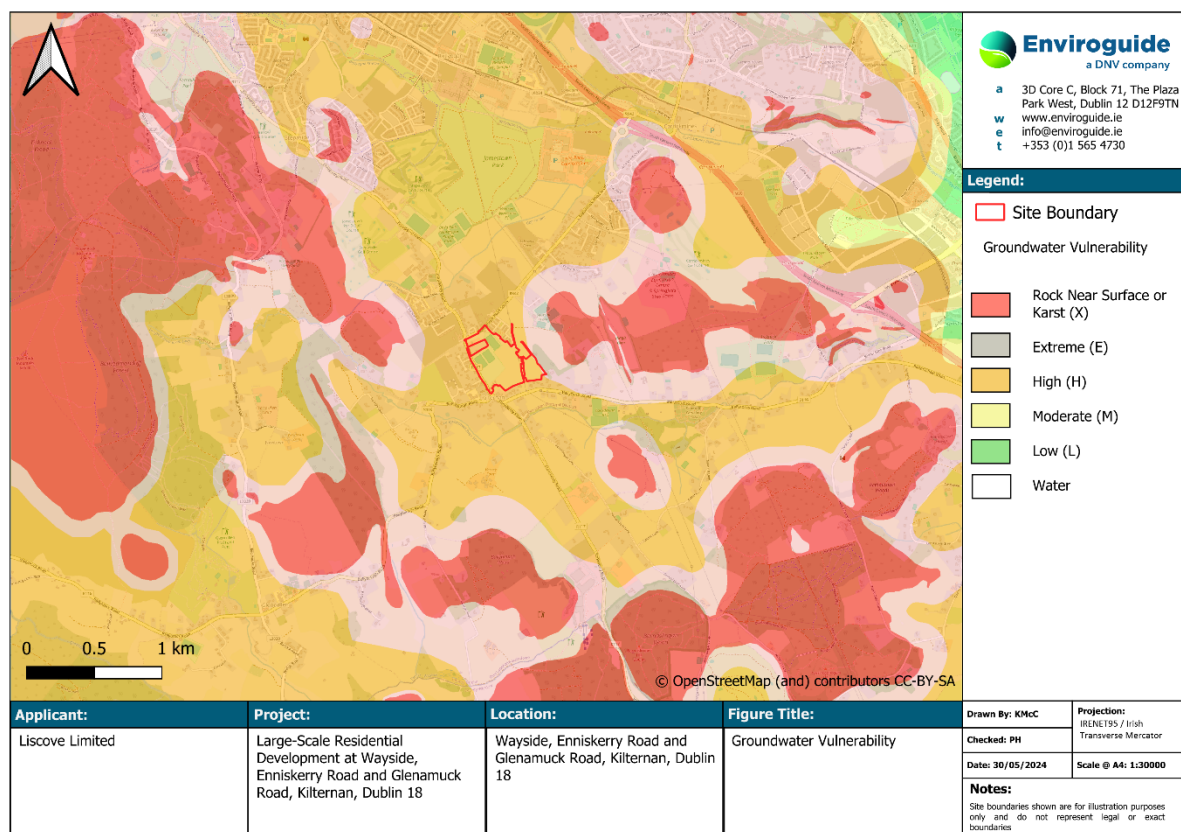 Enviroguide
a DNV company
a 3D Core C, Block 71, The Plaza
Park West, Dublin 12 D12F9TN
w www.enviroguide.ie
e info@enviroguide.ie
t +353 (0)1 565 4730
Legend:
Site Boundary
Groundwater Vulnerability
Rock Near Surface or
Karst (X)
Extreme (E)
High (H)
Moderate (M)
Low (L)
Water
0 0.5 1 km
© OpenStreetMap (and) contributors CC-BY-SA
Applicant:
Liscove Limited
Project:
Large-Scale Residential
Development at Wayside,
Enniskerry Road and Glenamuck
Road, Kilternan, Dublin 18
Location:
Wayside, Enniskerry Road and
Glenamuck Road, Kilternan, Dublin
18
Figure Title:
Groundwater Vulnerability
Drawn By: KMcC
Projection:
IRENET95 / Irish
Transverse Mercator
Checked: PH
Date: 30/05/2024
Scale @ A4: 1:30000
Notes:
Site boundaries shown are for illustration purposes
only and do not represent legal or exact
boundaries